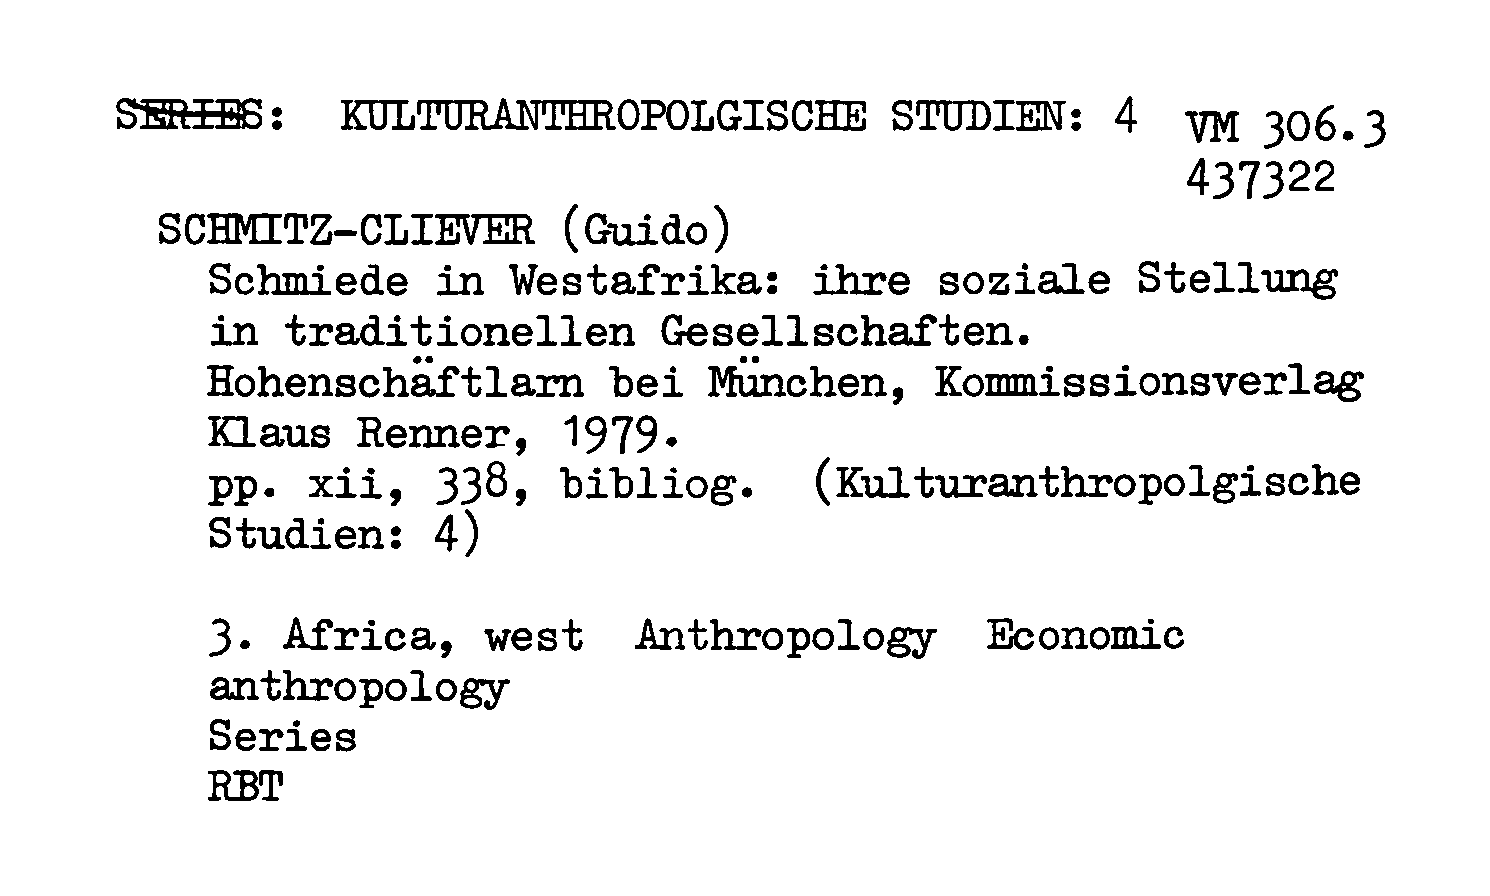 SERIES: KULTURANTHROPOLGISCHE STUDIEN: 4 VM 306.3
437322
SCHMITZ-CLIEVER (Guido)
Schmiede in Westafrika: ihre soziale Stellung
in traditionellen Gesellschaften.
Hohenschäftlarn bei München, Kommissionsverlag
Klaus Renner, 1979.
pp. xii, 338, bibliog. (Kulturanthropolgische
Studien: 4)
3. Africa, west Anthropology Economic
anthropology
Series
RBT